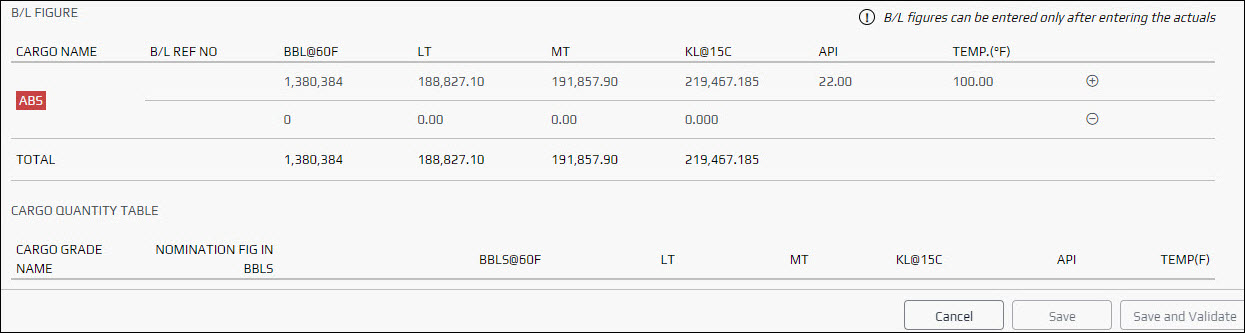 B/L FIGURE
B/L figures can be entered only after entering the actuals
CARGO NAME B/L REF NO BBL@60F LT MT KL@15C API TEMP.(°F)
1,380,384 188,827.10 191,857.90 219,467.185 22.00 100.00
ABS
0 0.00 0.00 0.000
TOTAL 1,380,384 188,827.10 191,857.90 219,467.185
CARGO QUANTITY TABLE
CARGO GRADE NOMINATION FIG IN
BBLS@60F LT MT KL@15C API TEMP(F)
NAME BBLS
Cancel Save Save and Validate